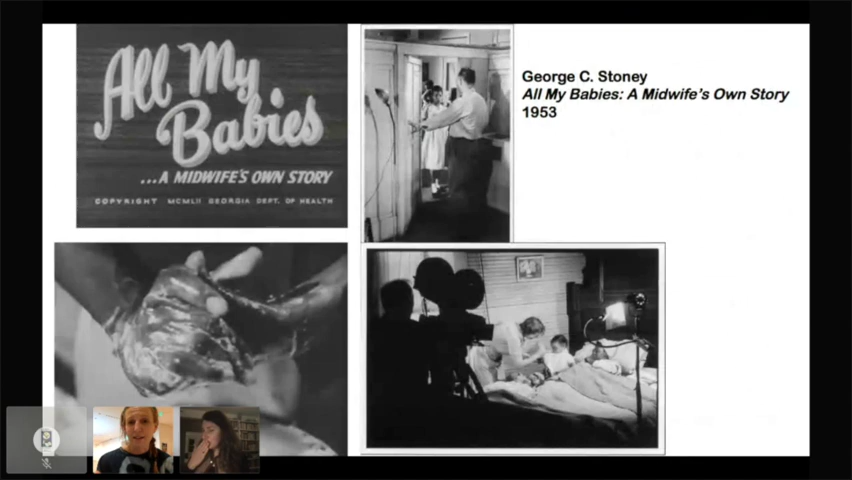 All My
Babies
...A MIDWIFE'S OWN STORY
COPYRIGHT MCMLII GEORGIA DEPT. OF HEALTH
George C. Stoney
All My Babies: A Midwife's Own Story
1953